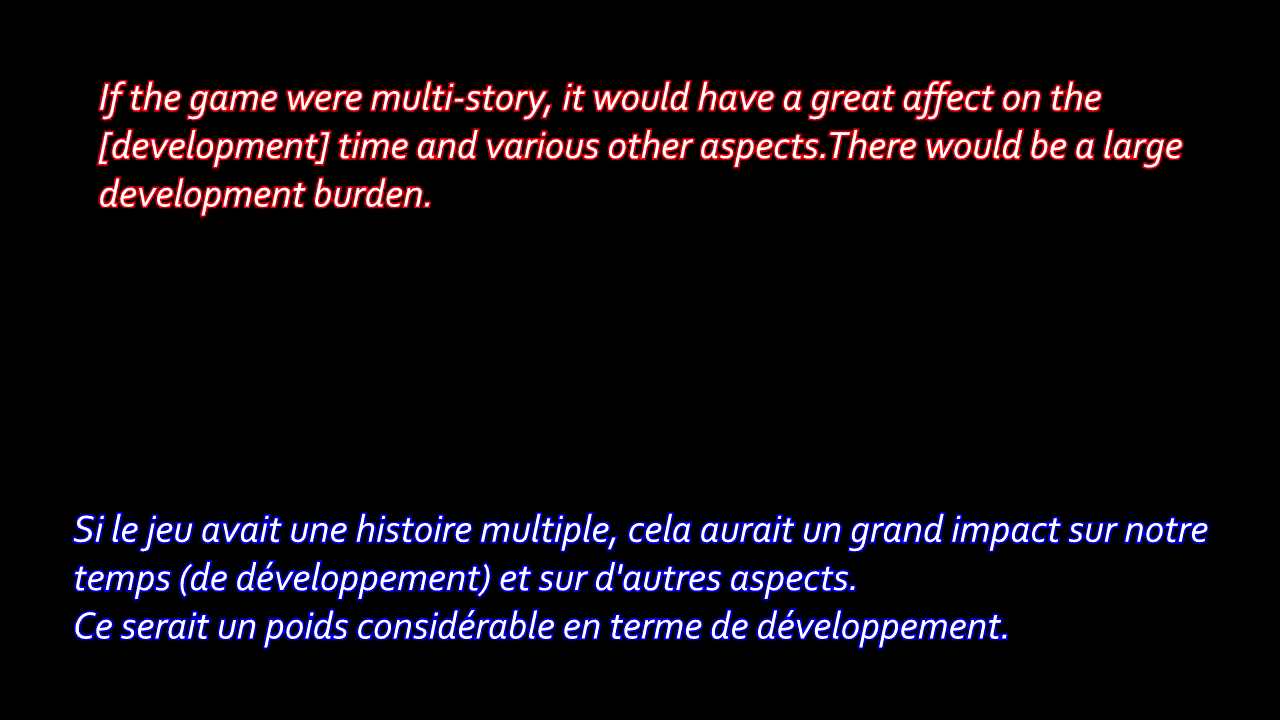 If the game were multi-story, it would have a great affect on the
[development] time and various other aspects.There would be a large
development burden.
Si le jeu avait une histoire multiple, cela aurait un grand impact sur notre
temps (de développement) et sur d'autres aspects.
Ce serait un poids considérable en terme de développement.